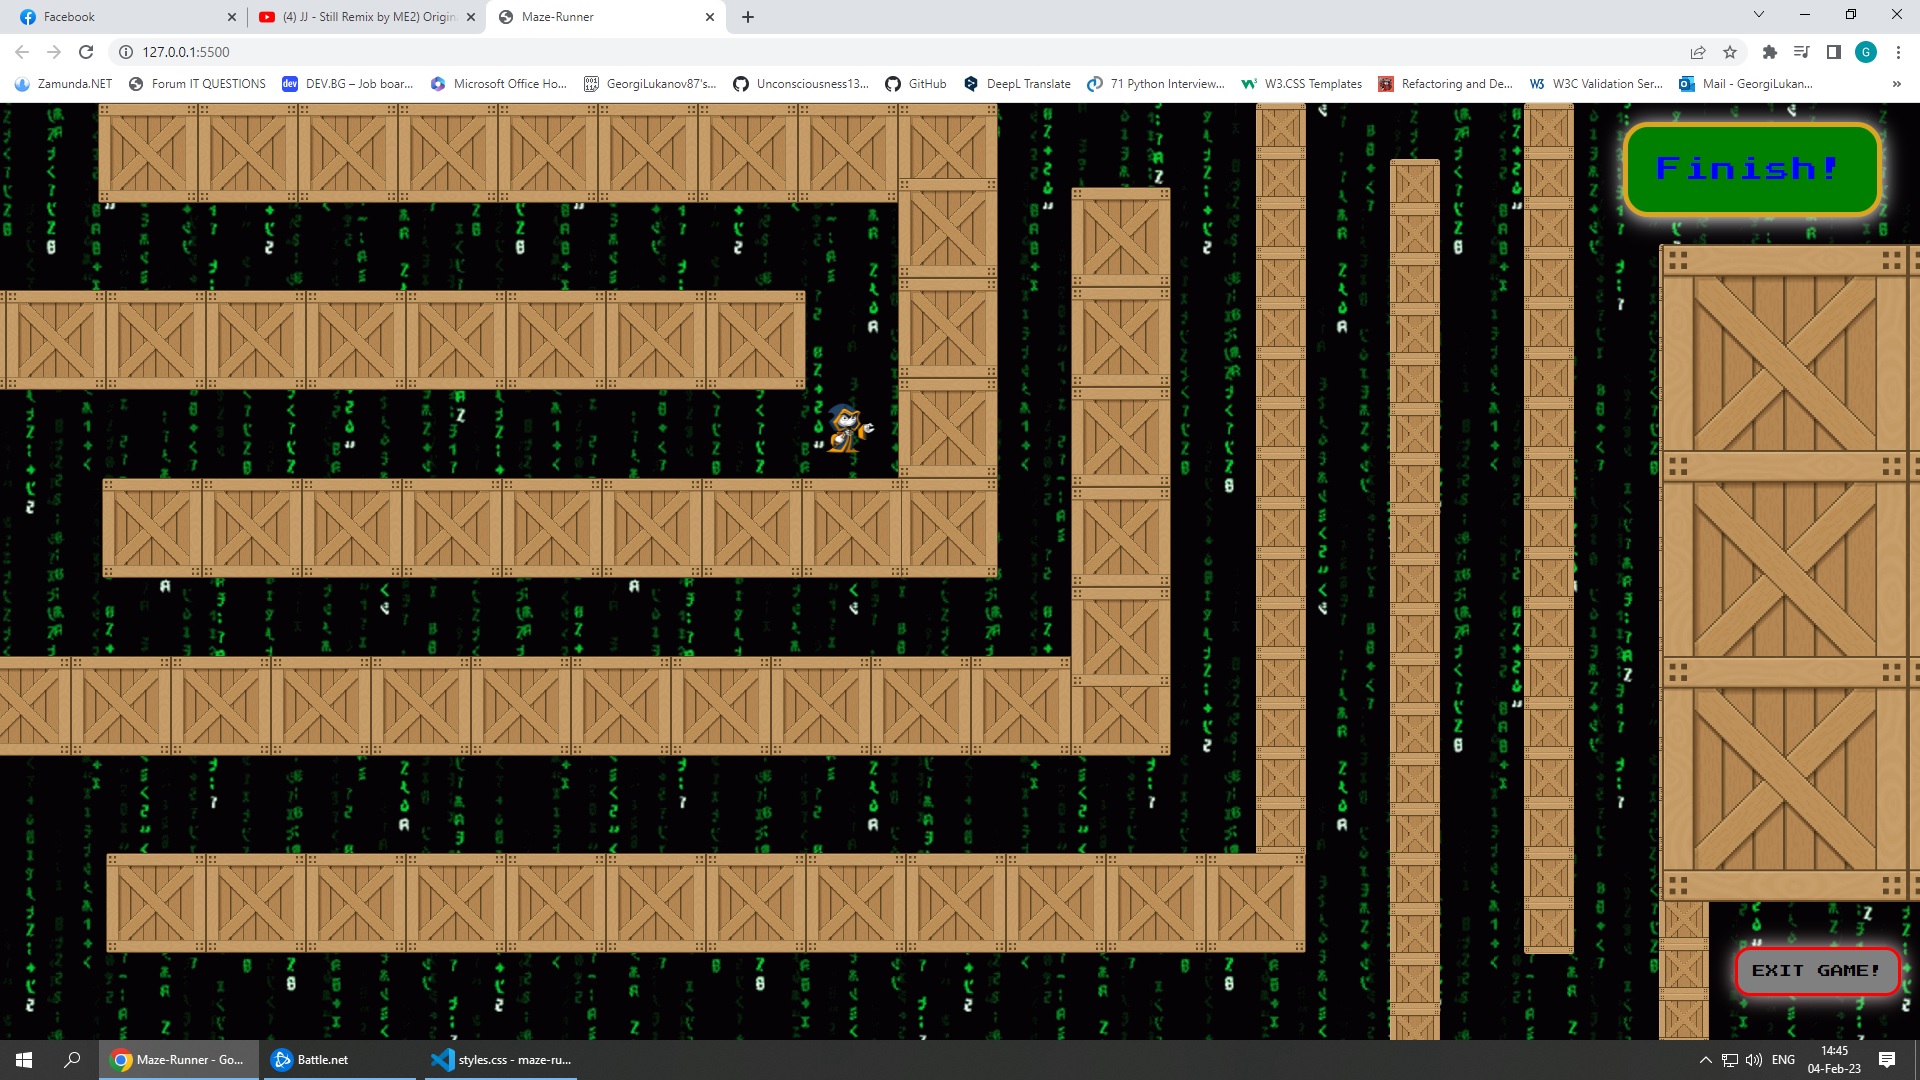 Facebook
(4) JJ - Still Remix by ME2) Origin
Maze-Runner
127.0.0.1:5500
G
Zamunda.NET
Forum IT QUESTIONS
dev
DEV.BG – Job boar...
Microsoft Office Ho...
GeorgiLukanov87's...
Unconsciousness13...
GitHub
DeepL Translate
71 Python Interview...
W3.CSS Templates
Refactoring and De...
W3 W3C Validation Ser...
Mail - GeorgiLukan...
»
Finish!
EXIT GAME!
Maze-Runner - Go...
Battle.net
styles.css - maze-ru...
ENG
14:45
04-Feb-23